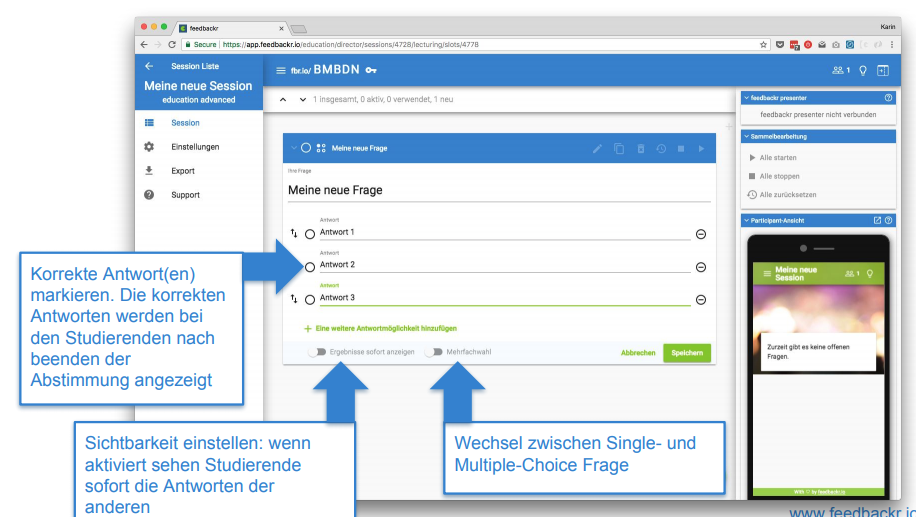 feedbackr
Karin
Secure | https://app.feedbackr.io/education/director/sessions/4728/lecturing/slots/4778
Session Liste
fbr.io/ BMBDN
1
Meine neue Session
education advanced
1 insgesamt, 0 aktiv, 0 verwendet, 1 neu
Session
Einstellungen
Export
Support
Meine neue Frage
Ihre Frage
Meine neue Frage
Antwort
Antwort 1
Antwort
Antwort 2
Antwort
Antwort 3
+ Eine weitere Antwortmöglichkeit hinzufügen
Ergebnisse sofort anzeigen
Mehrfachwahl
Abbrechen
Speichern
feedbackr presenter
feedbackr presenter nicht verbunden
Sammelbearbeitung
Alle starten
Alle stoppen
Alle zurücksetzen
Participant-Ansicht
Meine neue
Session
1
Zurzeit gibt es keine offenen
Fragen.
With ♡ by feedbackr.io
Korrekte Antwort(en)
markieren. Die korrekten
Antworten werden bei
den Studierenden nach
beenden der
Abstimmung angezeigt
Sichtbarkeit einstellen: wenn
aktiviert sehen Studierende
sofort die Antworten der
anderen
Wechsel zwischen Single- und
Multiple-Choice Frage
www.feedbackr.io